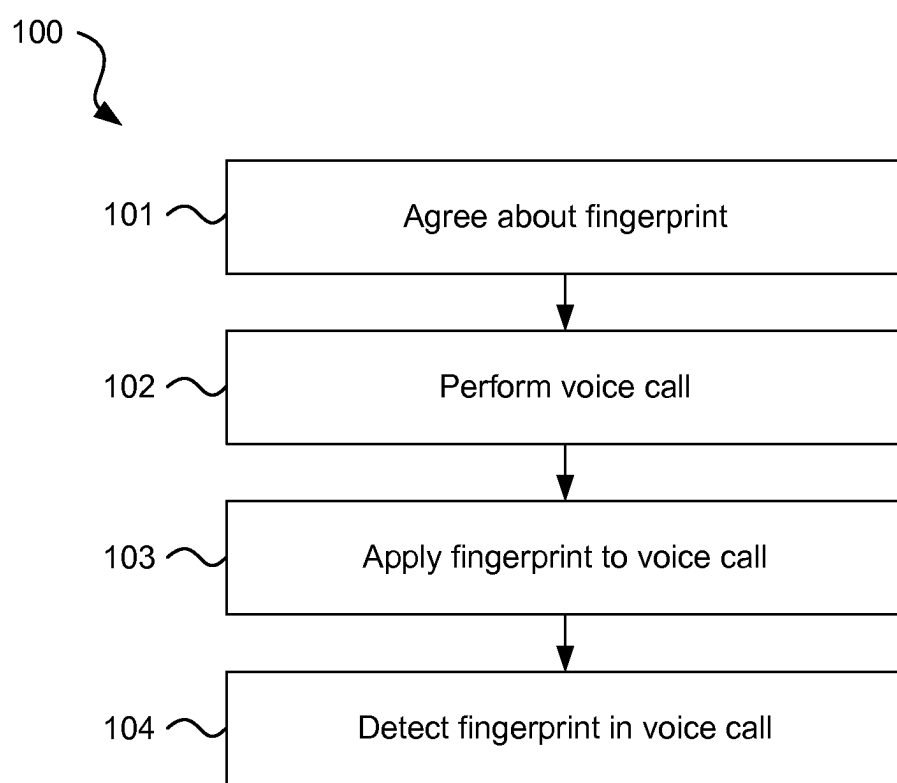 100
101 Agree about fingerprint
102 Perform voice call
103 Apply fingerprint to voice call
104 Detect fingerprint in voice call